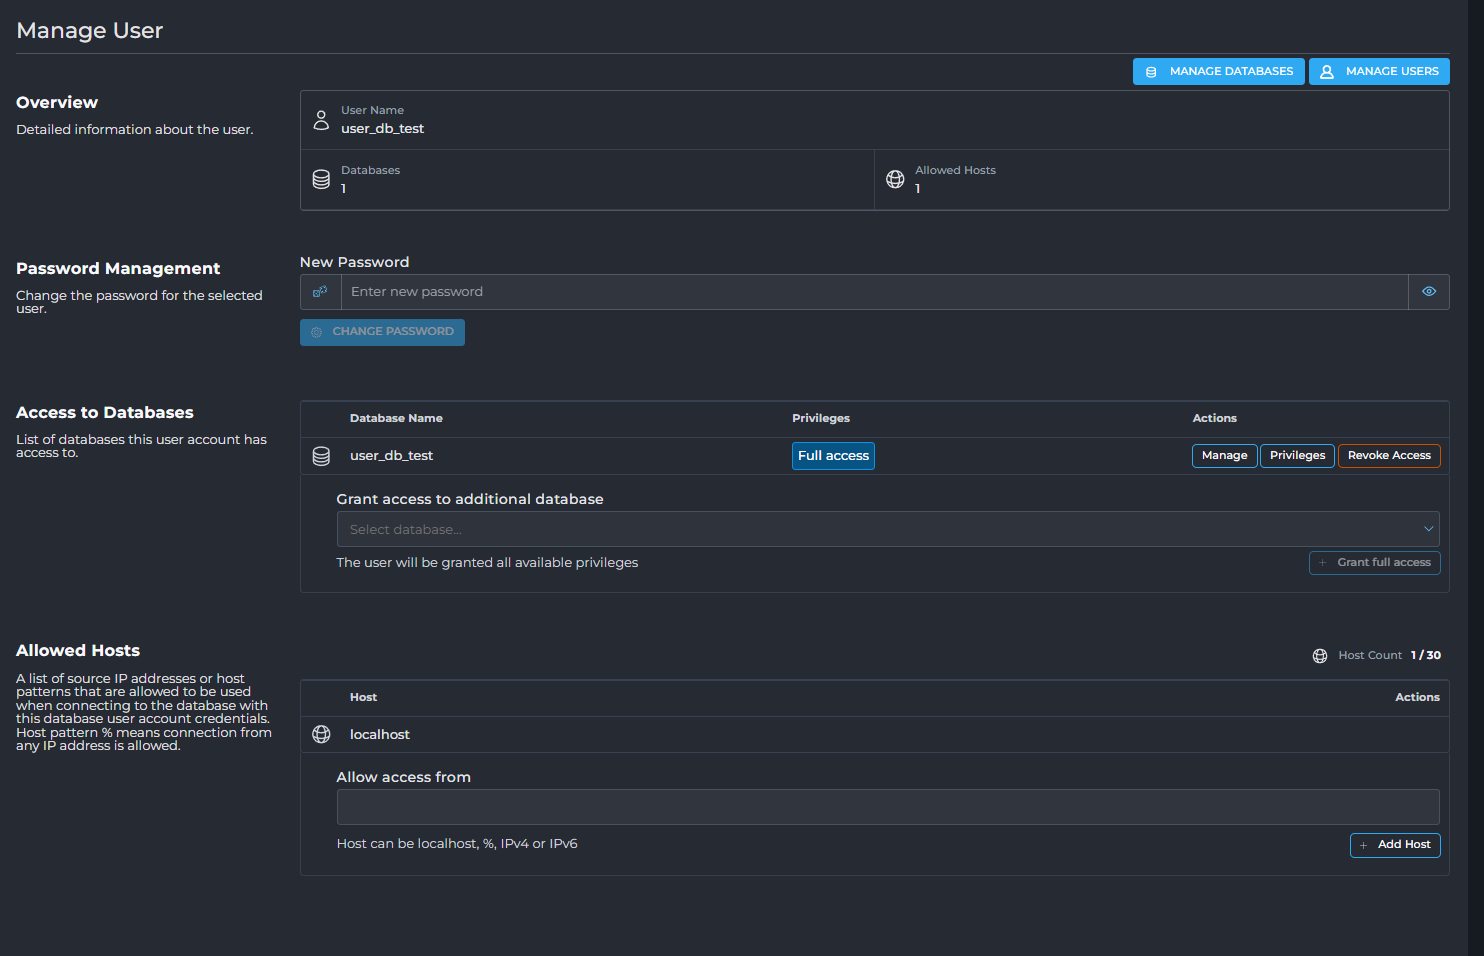 Manage User
MANAGE DATABASES
MANAGE USERS
Overview
Detailed information about the user.
User Name
user_db_test
Databases
1
Allowed Hosts
1
Password Management
Change the password for the selected
user.
New Password
Enter new password
CHANGE PASSWORD
Access to Databases
List of databases this user account has
access to.
Database Name
Privileges
Actions
user_db_test
Full access
Manage
Privileges
Revoke Access
Grant access to additional database
Select database...
The user will be granted all available privileges
+ Grant full access
Allowed Hosts
A list of source IP addresses or host
patterns that are allowed to be used
when connecting to the database with
this database user account credentials.
Host pattern % means connection from
any IP address is allowed.
Host Count 1 / 30
Host
Actions
localhost
Allow access from
Host can be localhost, %, IPv4 or IPv6
+ Add Host